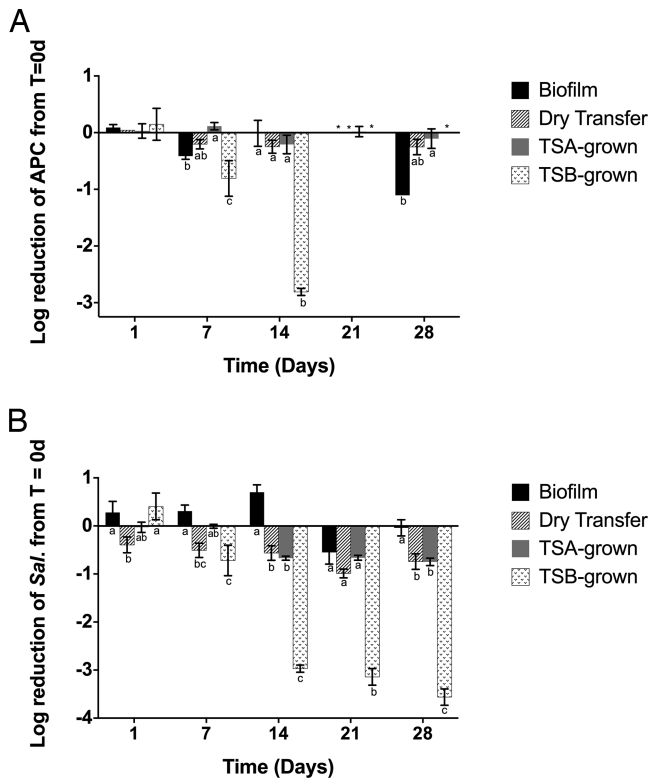 A
Log reduction of APC from T=0d
1
0
-1
-2
-3
b ab a c
a a a b
* * *
b ab a *
1 7 14 21 28
Time (Days)
Biofilm
Dry Transfer
TSA-grown
TSB-grown
B
Log reduction of Sal. from T = 0d
1
0
-1
-2
-3
-4
a b ab a
a bc ab c
a b b c
a a a b
a b b c
1 7 14 21 28
Time (Days)
Biofilm
Dry Transfer
TSA-grown
TSB-grown